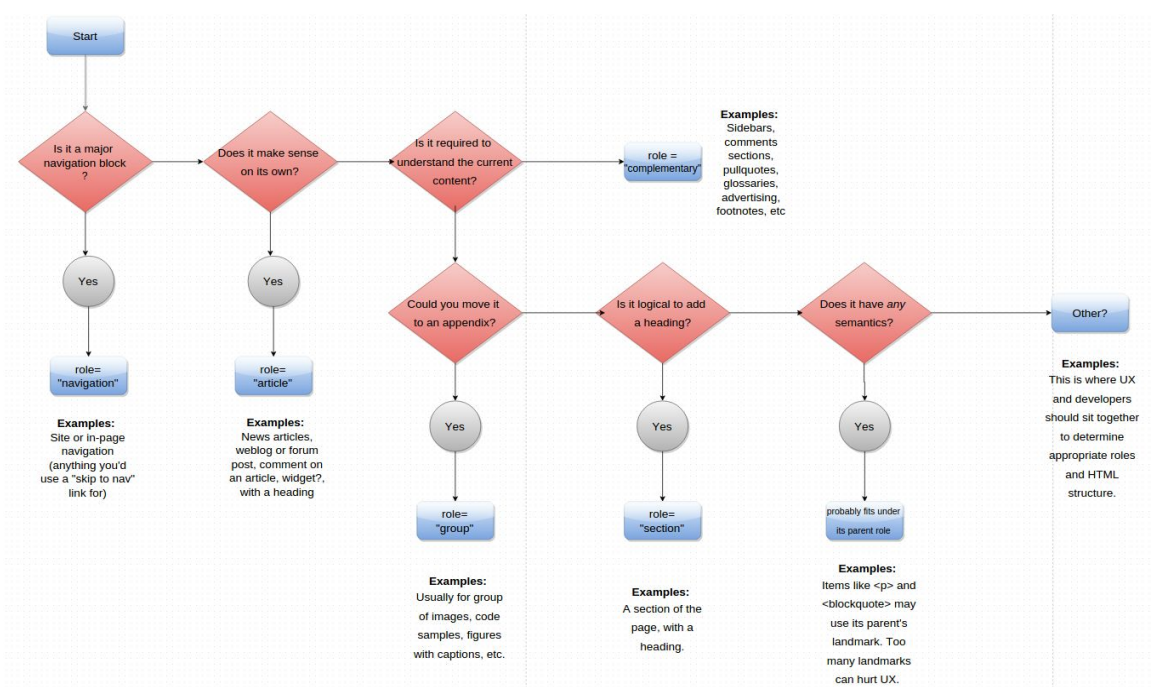 Start
Is it a major
navigation block
?
Does it make sense
on its own?
Is it required to
understand the current
content?
role =
"complementary"
Examples:
Sidebars,
comments
sections,
pullquotes,
glossaries,
advertising,
footnotes, etc
Yes
role=
"navigation"
Examples:
Site or in-page
navigation
(anything you'd
use a "skip to nav"
link for)
Yes
role=
"article"
Examples:
News articles,
weblog or forum
post, comment on
an article, widget?,
with a heading
Could you move it
to an appendix?
Yes
role=
"group"
Examples:
Usually for group
of images, code
samples, figures
with captions, etc.
Is it logical to add
a heading?
Yes
role=
"section"
Examples:
A section of the
page, with a
heading.
Does it have any
semantics?
Yes
probably fits under
its parent role
Examples:
Items like <p> and
<blockquote> may
use its parent's
landmark. Too
many landmarks
can hurt UX.
Other?
Examples:
This is where UX
and developers
should sit together
to determine
appropriate roles
and HTML
structure.